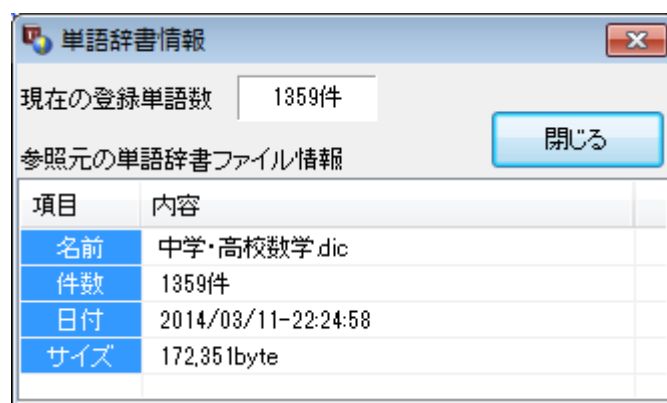 単語辞書情報
現在の登録単語数 1359件
閉じる
参照元の単語辞書ファイル情報
項目 内容
名前 中学・高校数学.dic
件数 1359件
日付 2014/03/11-22:24:58
サイズ 172,351byte